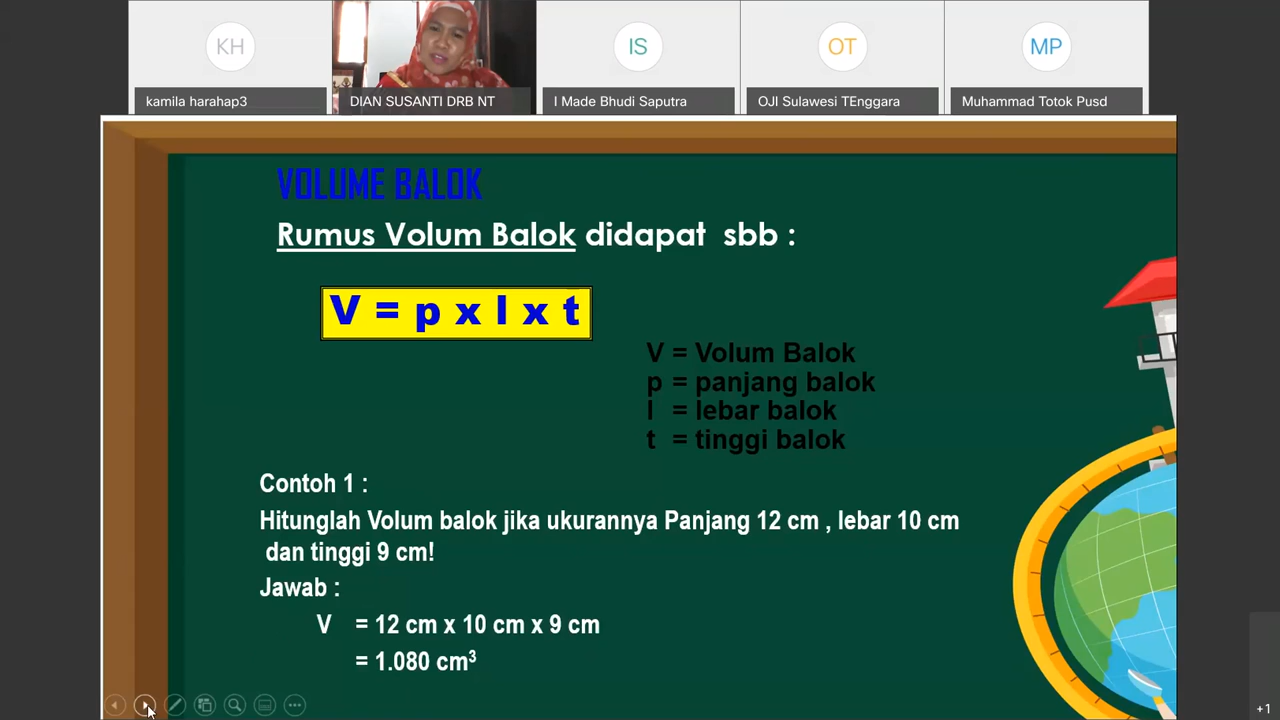 KH
IS
OT
MP
kamila harahap3
DIAN SUSANTI DRB NT
I Made Bhudi Saputra
OJI Sulawesi TEnggara
Muhammad Totok Pusd
VOLUME BALOK
Rumus Volum Balok didapat sbb :
V = p x l x t
V = Volum Balok
p = panjang balok
l = lebar balok
t = tinggi balok
Contoh 1 :
Hitunglah Volum balok jika ukurannya Panjang 12 cm , lebar 10 cm
dan tinggi 9 cm!
Jawab :
V = 12 cm x 10 cm x 9 cm
= 1.080 cm³
+1